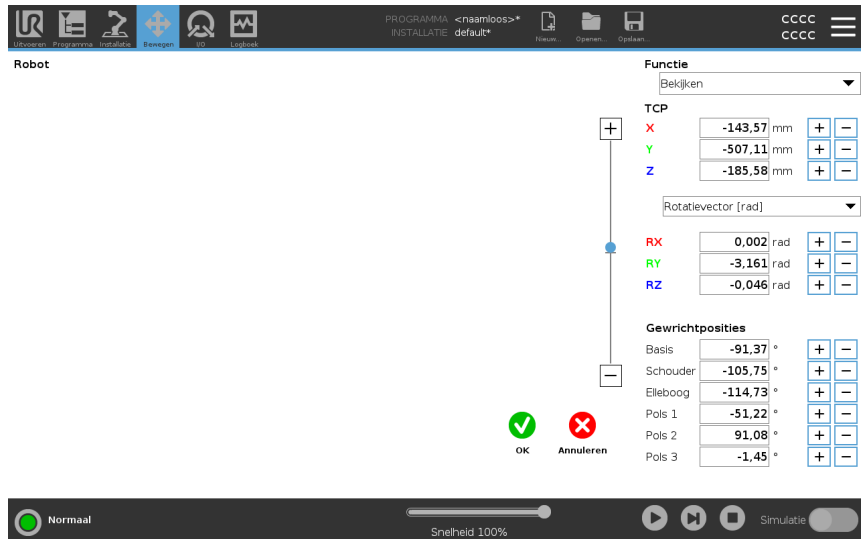 UR
Uitvoeren Programma Installatie Bewegen I/O Logboek
PROGRAMMA <naamloos>*
INSTALLATIE default*
Nieuw... Openen... Opslaan...
CCCC
CCCC
Robot
Functie
Bekijken
TCP
X -143,57 mm + −
Y -507,11 mm + −
Z -185,58 mm + −
Rotatievector [rad]
RX 0,002 rad + −
RY -3,161 rad + −
RZ -0,046 rad + −
Gewrichtposities
Basis -91,37 ° + −
Schouder -105,75 ° + −
Elleboog -114,73 ° + −
Pols 1 -51,22 ° + −
Pols 2 91,08 ° + −
Pols 3 -1,45 ° + −
OK Annuleren
Normaal
Snelheid 100%
Simulatie